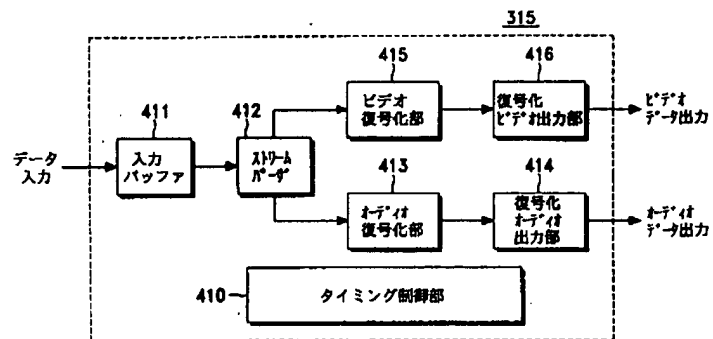 315
415
ビデオ
復号化部
416
復号化
ビデオ出力部
ビデオ
データ出力
411
入力
バッファ
412
ストリーム
パーダ
データ
入力
413
オーディオ
復号化部
414
復号化
オーディオ
出力部
オーディオ
データ出力
410
タイミング制御部